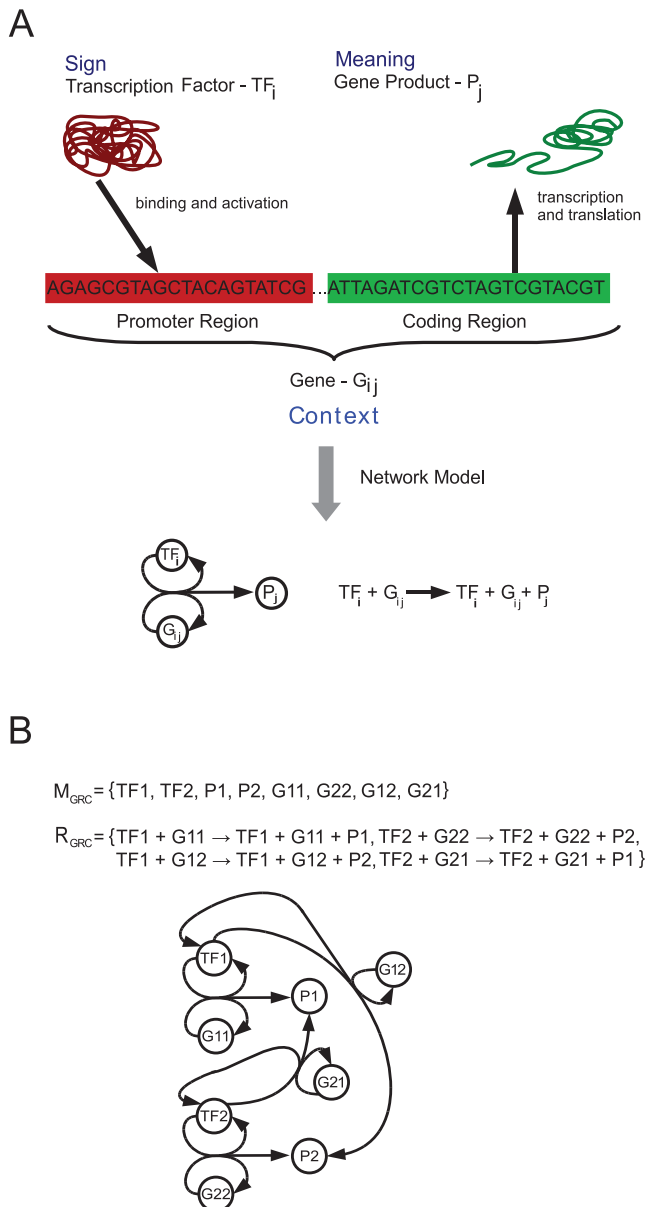 A
Sign
Transcription Factor - TFi
Meaning
Gene Product - Pj
binding and activation
transcription
and translation
AGAGCGTAGCTACAGTATCG...ATTAGATCGTCTAGTCGTACGT
Promoter Region
Coding Region
Gene - Gij
Context
Network Model
TFi
Pj
Gij
TFi + Gij → TFi + Gij + Pj
B
MGRC = {TF1, TF2, P1, P2, G11, G22, G12, G21}
RGRC = {TF1 + G11 → TF1 + G11 + P1, TF2 + G22 → TF2 + G22 + P2,
TF1 + G12 → TF1 + G12 + P2, TF2 + G21 → TF2 + G21 + P1}
TF1
G12
P1
G11
G21
TF2
P2
G22